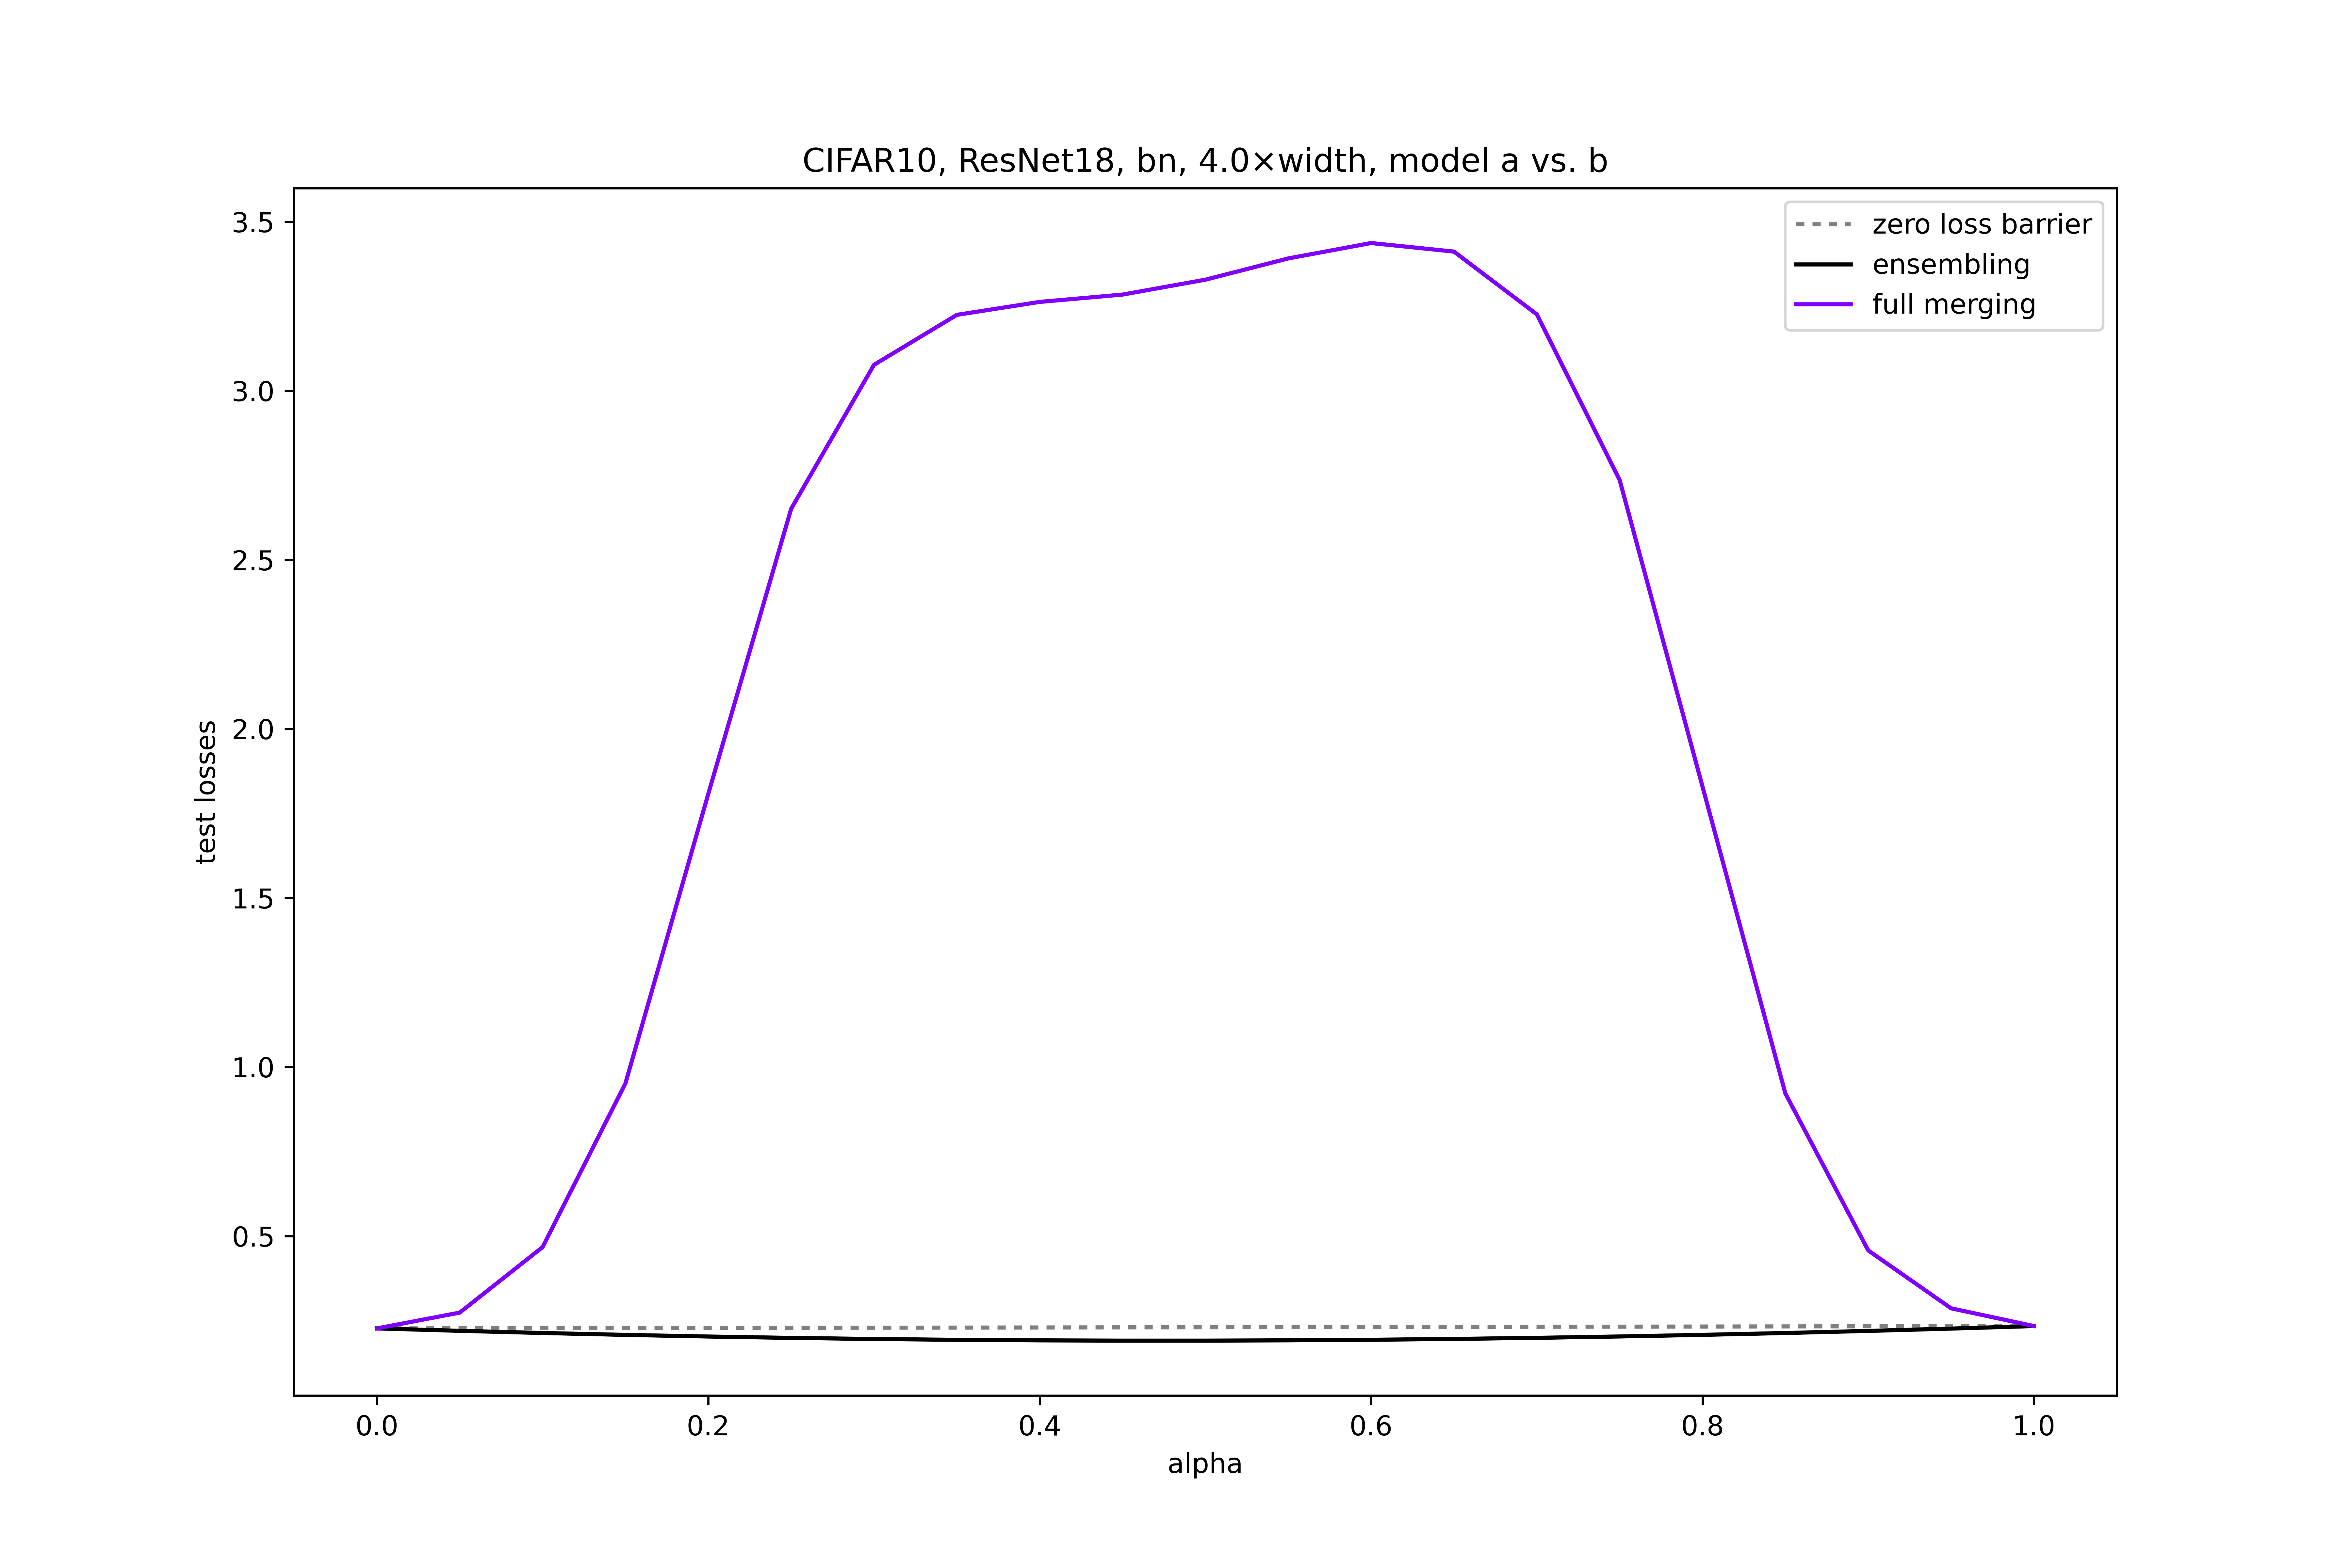 CIFAR10, ResNet18, bn, 4.0×width, model a vs. b
zero loss barrier
ensembling
full merging
test losses
3.5
3.0
2.5
2.0
1.5
1.0
0.5
0.0 0.2 0.4 0.6 0.8 1.0
alpha